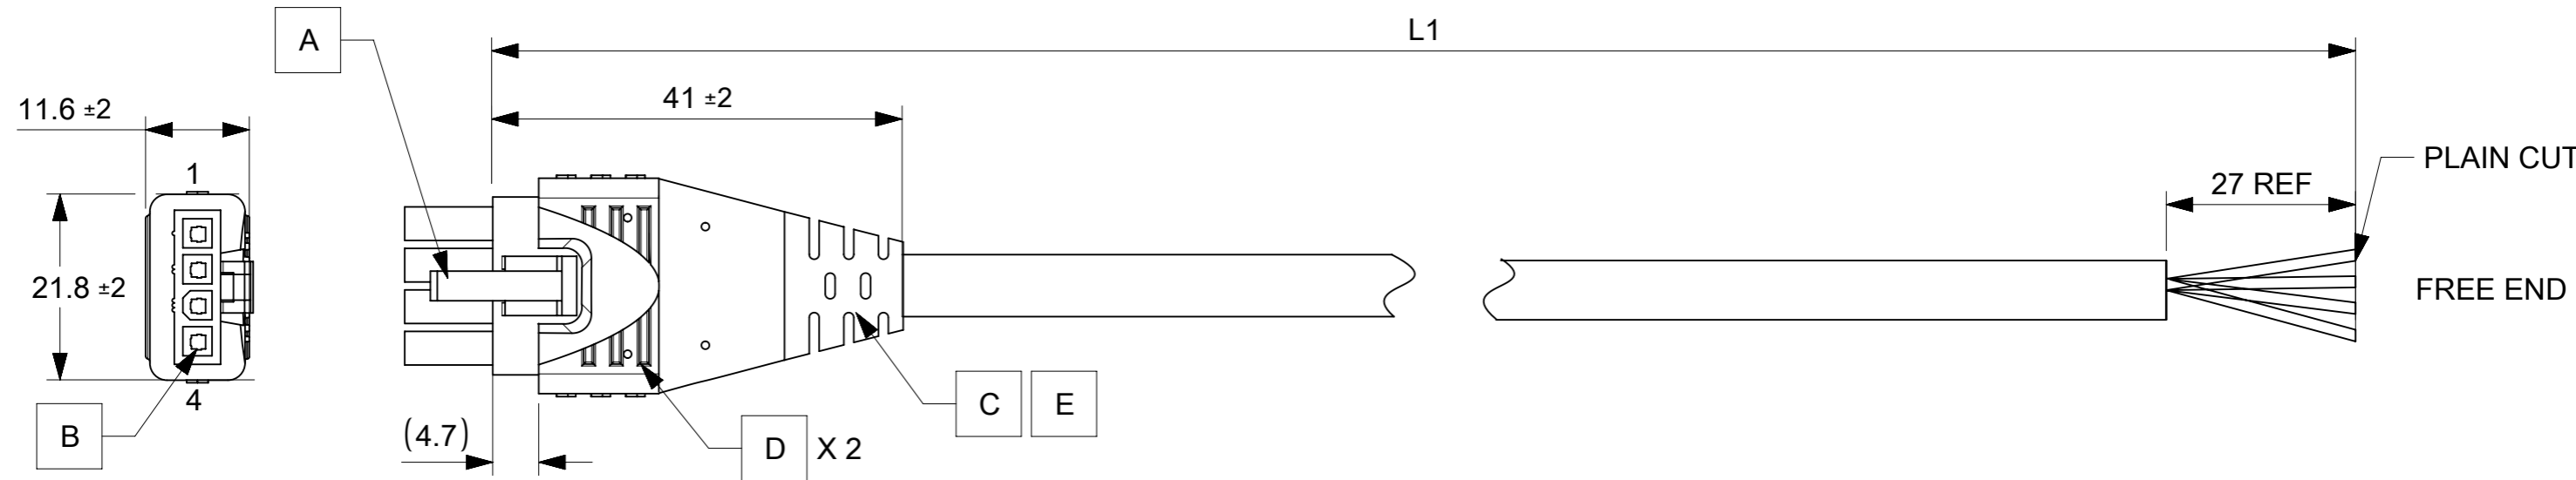 L1
A
41 ±2
11.6 ±2
PLAIN CUT
1
27 REF
21.8 ±2
FREE END
4
C E
B
(4.7)
D X 2